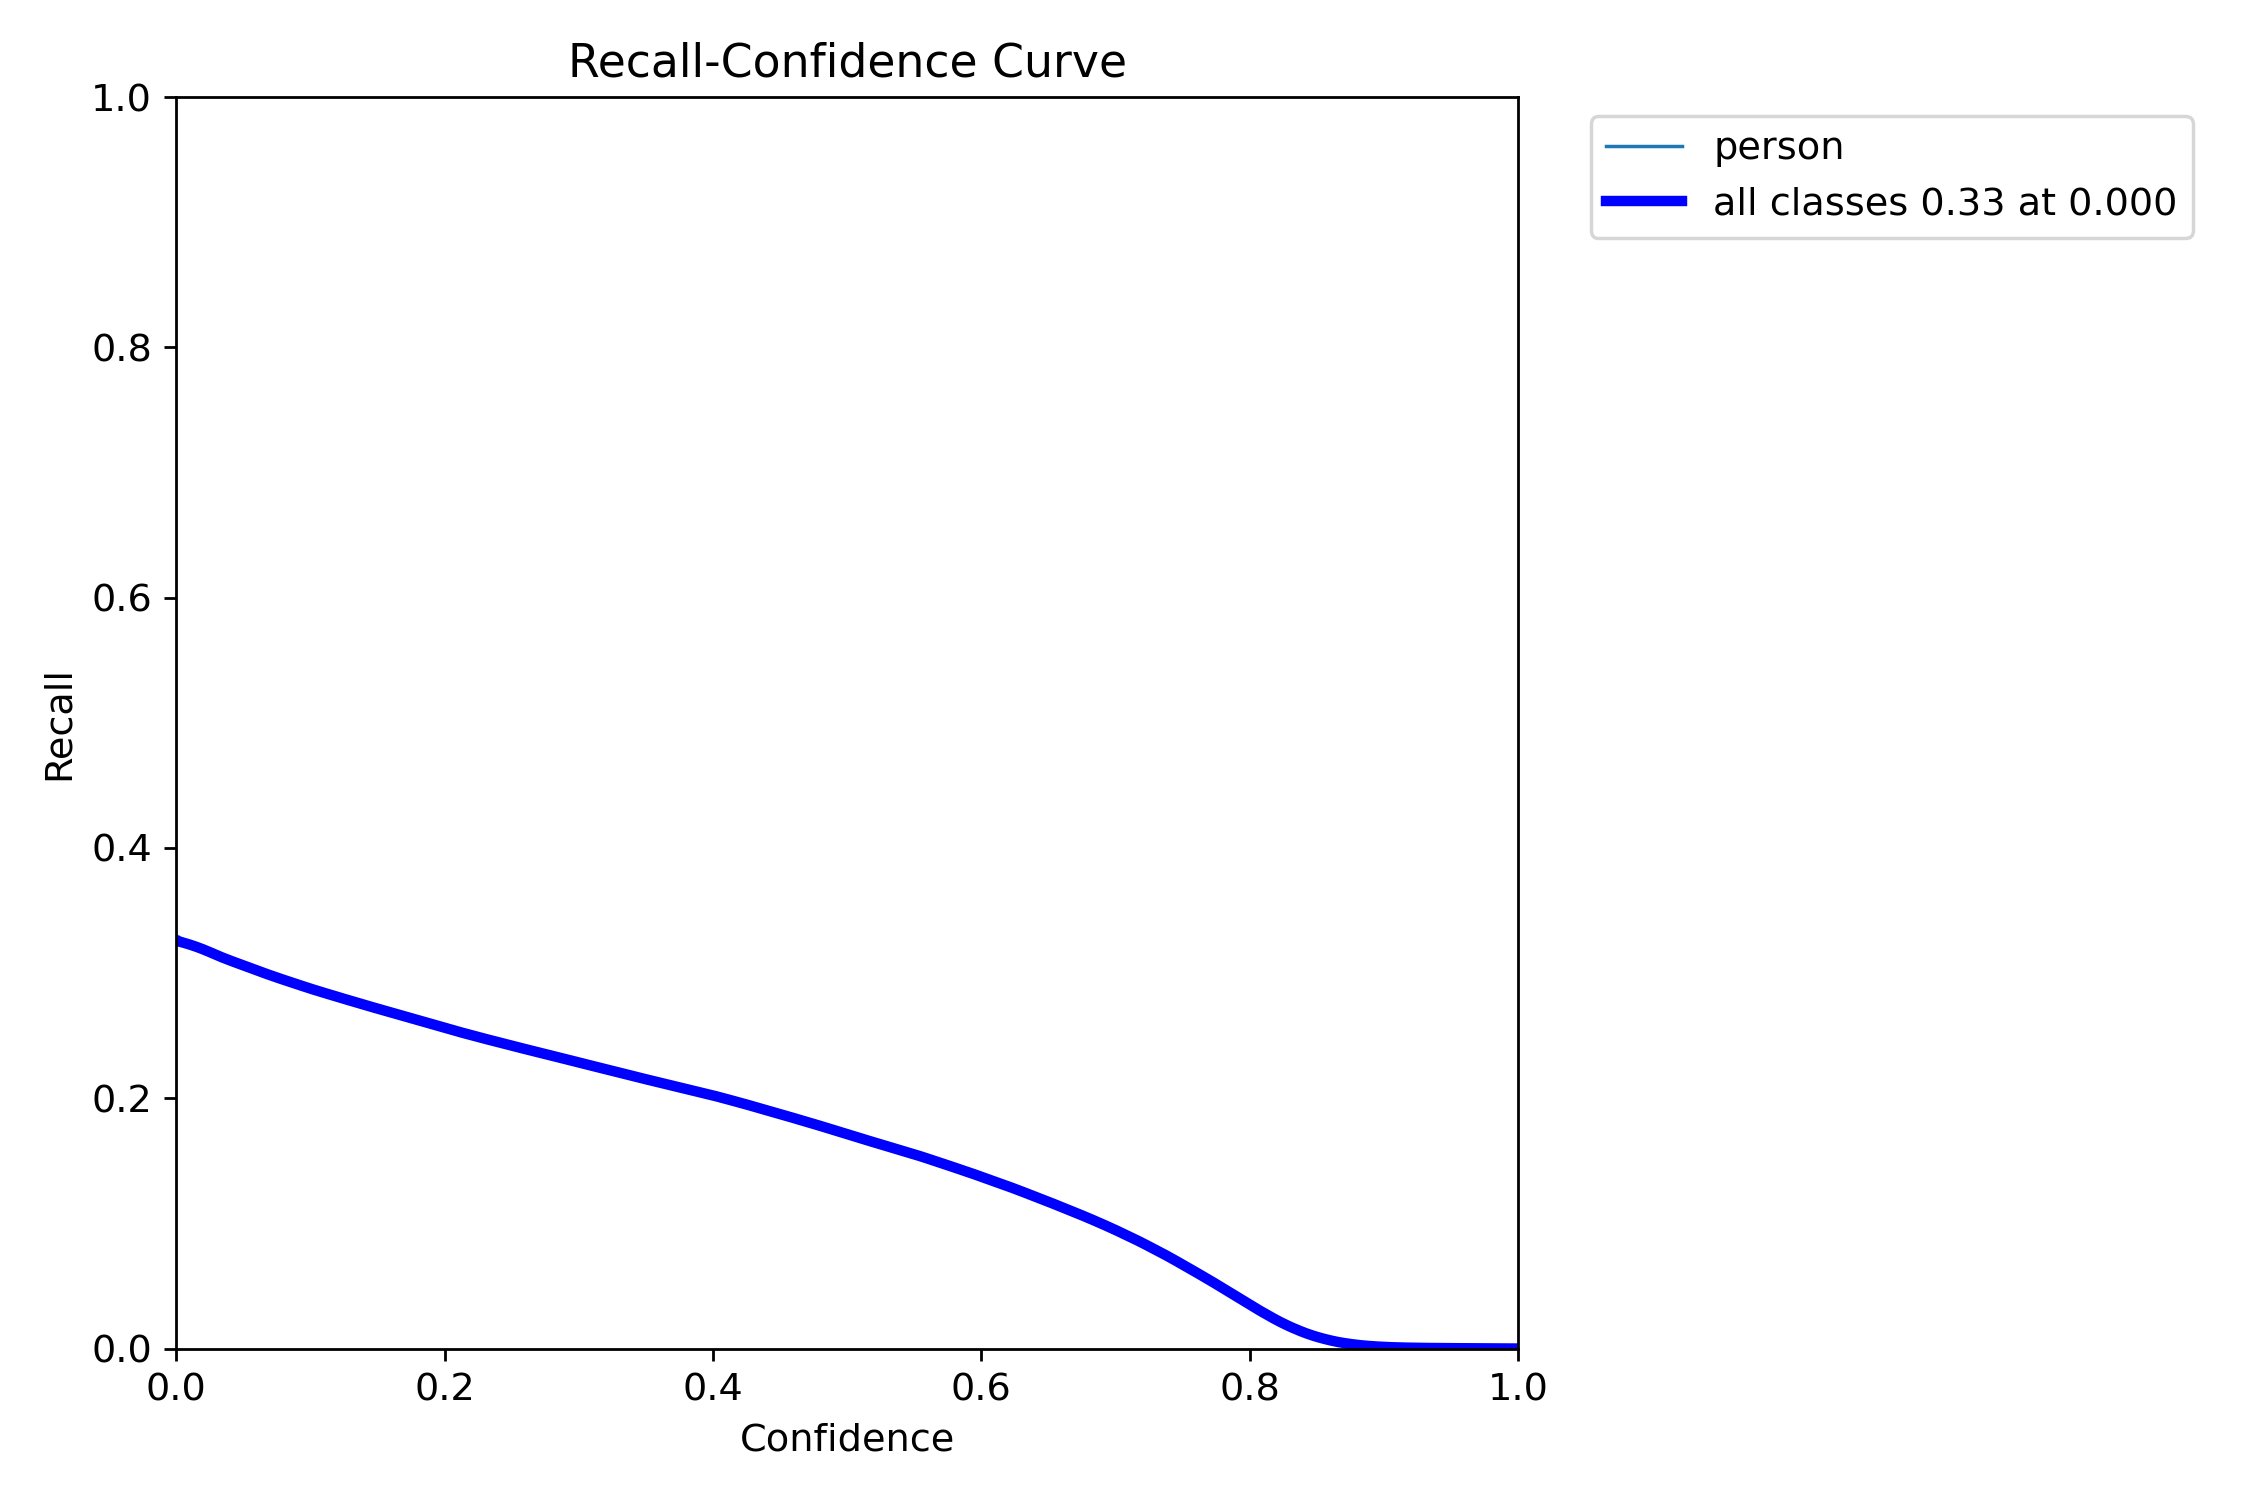 Recall-Confidence Curve
1.0
0.8
0.6
0.4
0.2
0.0
Recall
0.0 0.2 0.4 0.6 0.8 1.0
Confidence
person
all classes 0.33 at 0.000